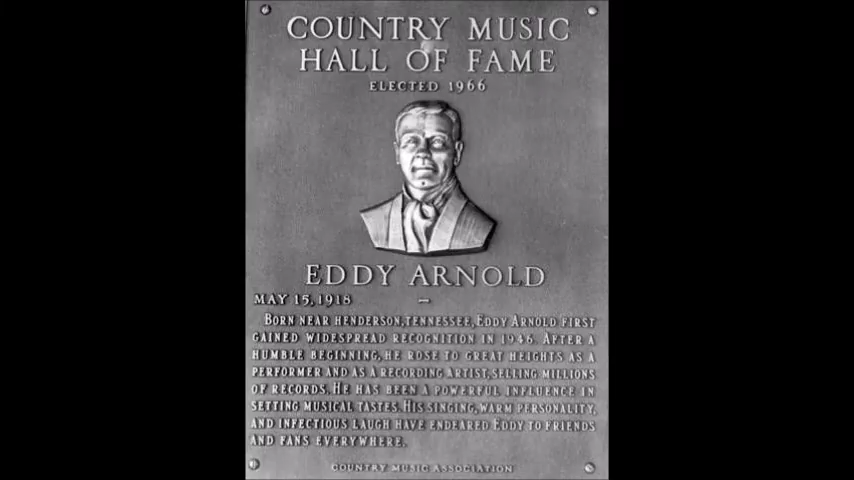 COUNTRY MUSIC
HALL OF FAME
ELECTED 1966
EDDY ARNOLD
MAY 15, 1918 —
BORN NEAR HENDERSON, TENNESSEE, EDDY ARNOLD FIRST
GAINED WIDESPREAD RECOGNITION IN 1946. AFTER A
HUMBLE BEGINNING, HE ROSE TO GREAT HEIGHTS AS A
PERFORMER AND AS A RECORDING ARTIST, SELLING MILLIONS
OF RECORDS. HE HAS BEEN A POWERFUL INFLUENCE IN
SETTING MUSICAL TASTES. HIS SINGING, WARM PERSONALITY,
AND INFECTIOUS LAUGH HAVE ENDEARED EDDY TO FRIENDS
AND FANS EVERYWHERE.
COUNTRY MUSIC ASSOCIATION